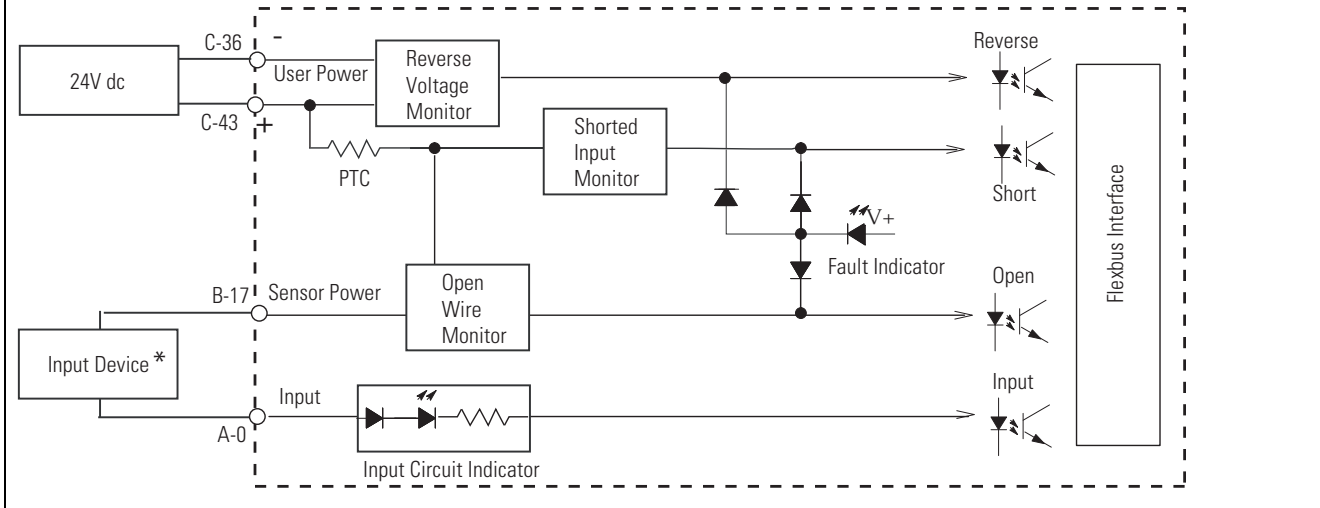 C-36
-
User Power
24V dc
C-43
+
Reverse
Voltage
Monitor
PTC
Shorted
Input
Monitor
Reverse
Short
V+
Fault Indicator
B-17
Sensor Power
Open
Wire
Monitor
Open
Input Device *
Input
A-0
Input Circuit Indicator
Input
Flexbus Interface